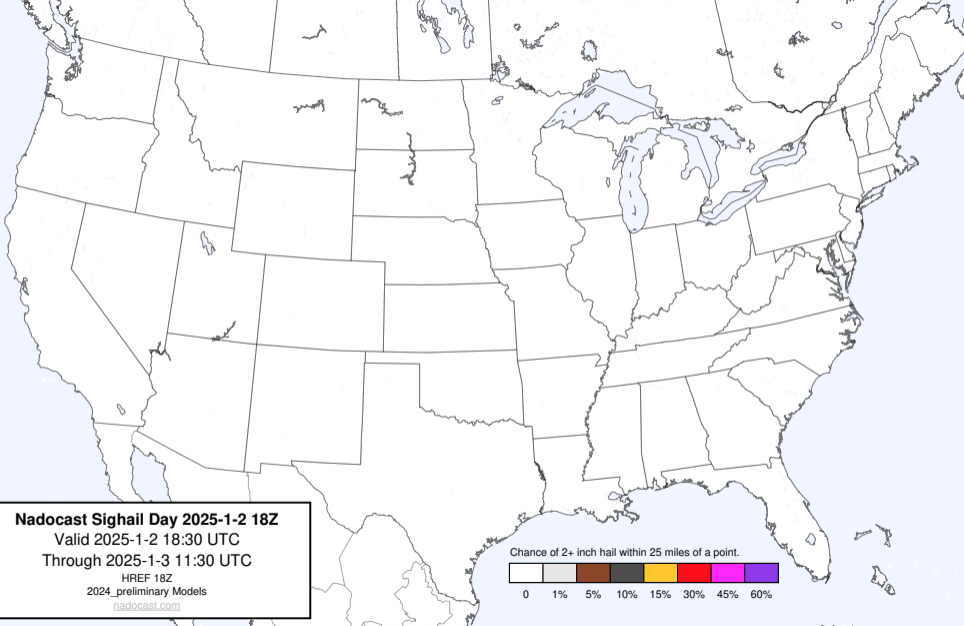 Nadocast Sighail Day 2025-1-2 18Z
Valid 2025-1-2 18:30 UTC
Through 2025-1-3 11:30 UTC
HREF 18Z
2024_preliminary Models
nadocast.com
Chance of 2+ inch hail within 25 miles of a point.
0 1% 5% 10% 15% 30% 45% 60%